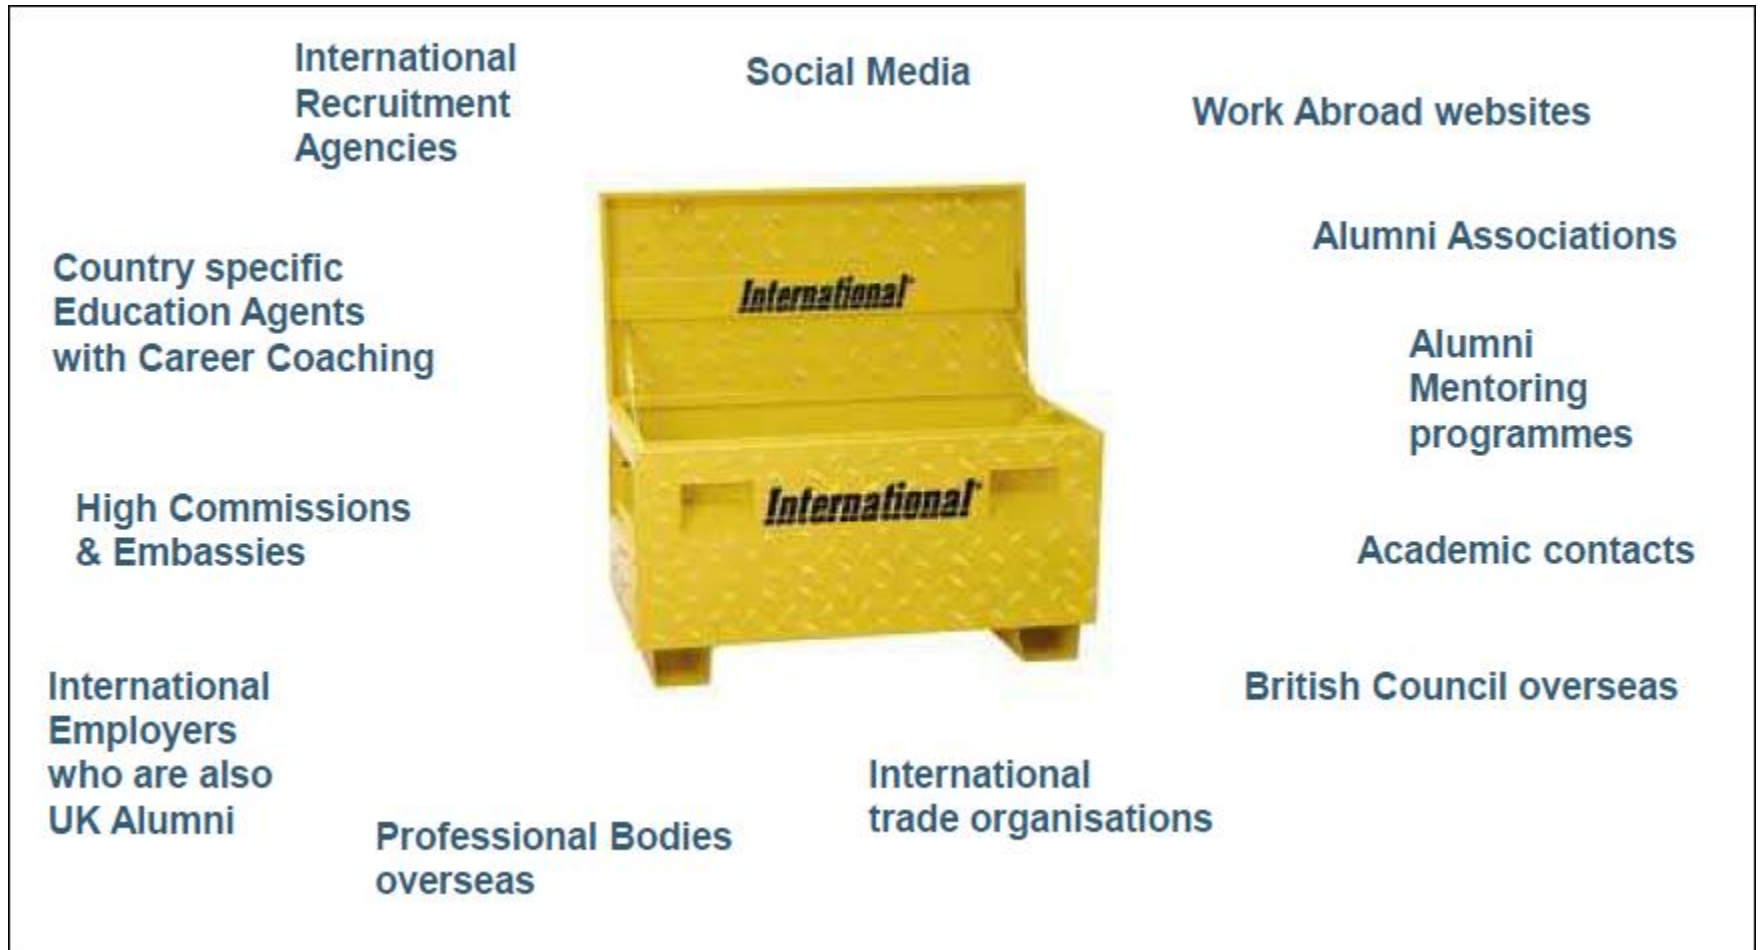 International
Recruitment
Agencies
Social Media
Work Abroad websites
Alumni Associations
Country specific
Education Agents
with Career Coaching
International
Alumni
Mentoring
programmes
High Commissions
& Embassies
International
Academic contacts
International
Employers
who are also
UK Alumni
British Council overseas
International
trade organisations
Professional Bodies
overseas